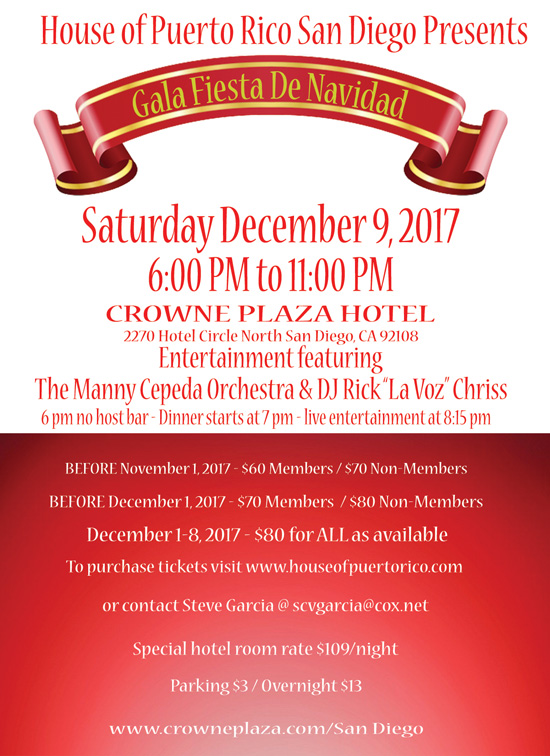 House of Puerto Rico San Diego Presents
Gala Fiesta De Navidad
Saturday December 9, 2017
6:00 PM to 11:00 PM
CROWNE PLAZA HOTEL
2270 Hotel Circle North San Diego, CA 92108
Entertainment featuring
The Manny Cepeda Orchestra & DJ Rick "La Voz" Chriss
6 pm no host bar - Dinner starts at 7 pm - live entertainment at 8:15 pm
BEFORE November 1, 2017 - $60 Members / $70 Non-Members
BEFORE December 1, 2017 - $70 Members / $80 Non-Members
December 1-8, 2017 - $80 for ALL as available
To purchase tickets visit www.houseofpuertorico.com
or contact Steve Garcia @ scvgarcia@cox.net
Special hotel room rate $109/night
Parking $3 / Overnight $13
www.crowneplaza.com/San Diego